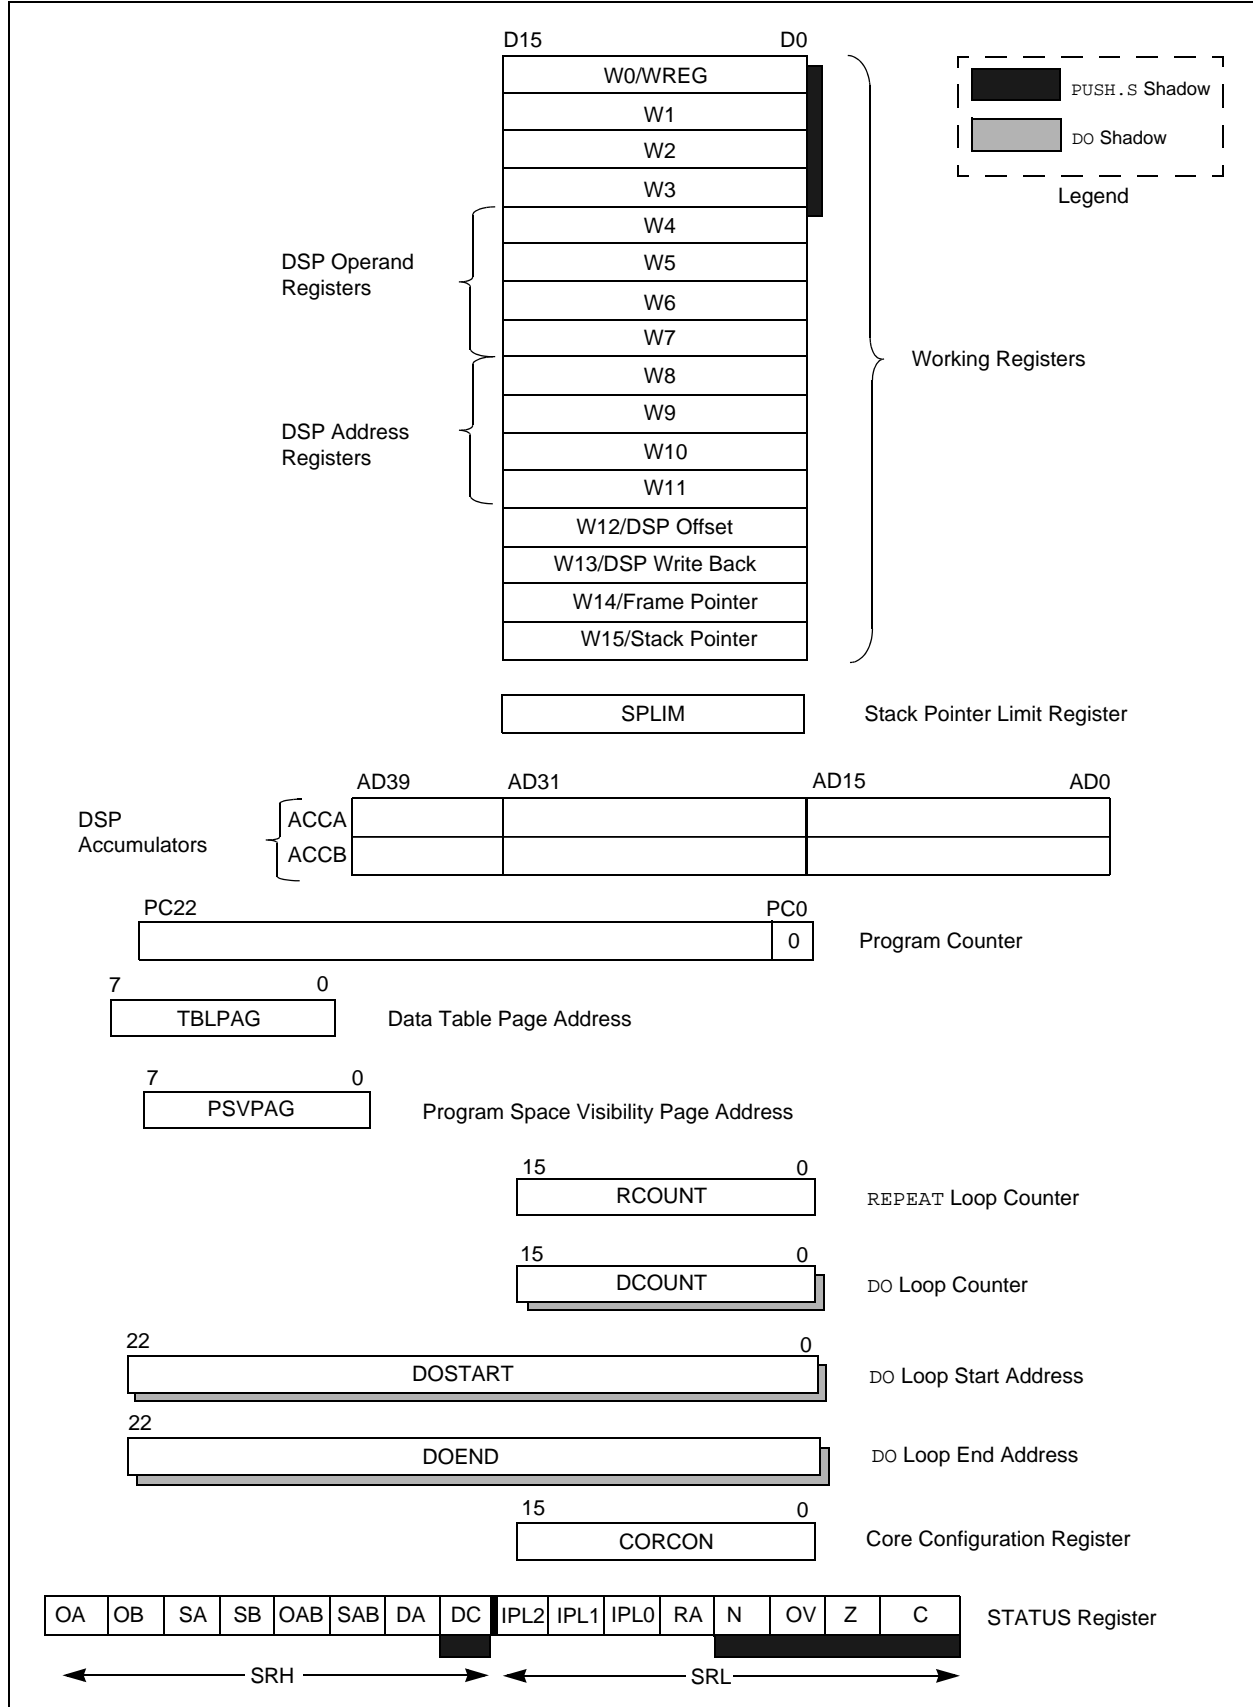 D15 D0
W0/WREG
PUSH.S Shadow
W1
DO Shadow
W2
W3
Legend
W4
DSP Operand
Registers
W5
W6
W7
Working Registers
W8
W9
DSP Address
Registers
W10
W11
W12/DSP Offset
W13/DSP Write Back
W14/Frame Pointer
W15/Stack Pointer
SPLIM Stack Pointer Limit Register
AD39 AD31 AD15 AD0
DSP
Accumulators
ACCA
ACCB
PC22 PC0
0 Program Counter
7 0
TBLPAG Data Table Page Address
7 0
PSVPAG Program Space Visibility Page Address
15 0
RCOUNT REPEAT Loop Counter
15 0
DCOUNT DO Loop Counter
22 0
DOSTART DO Loop Start Address
22
DOEND DO Loop End Address
15 0
CORCON Core Configuration Register
OA OB SA SB OAB SAB DA DC IPL2 IPL1 IPL0 RA N OV Z C STATUS Register
SRH SRL